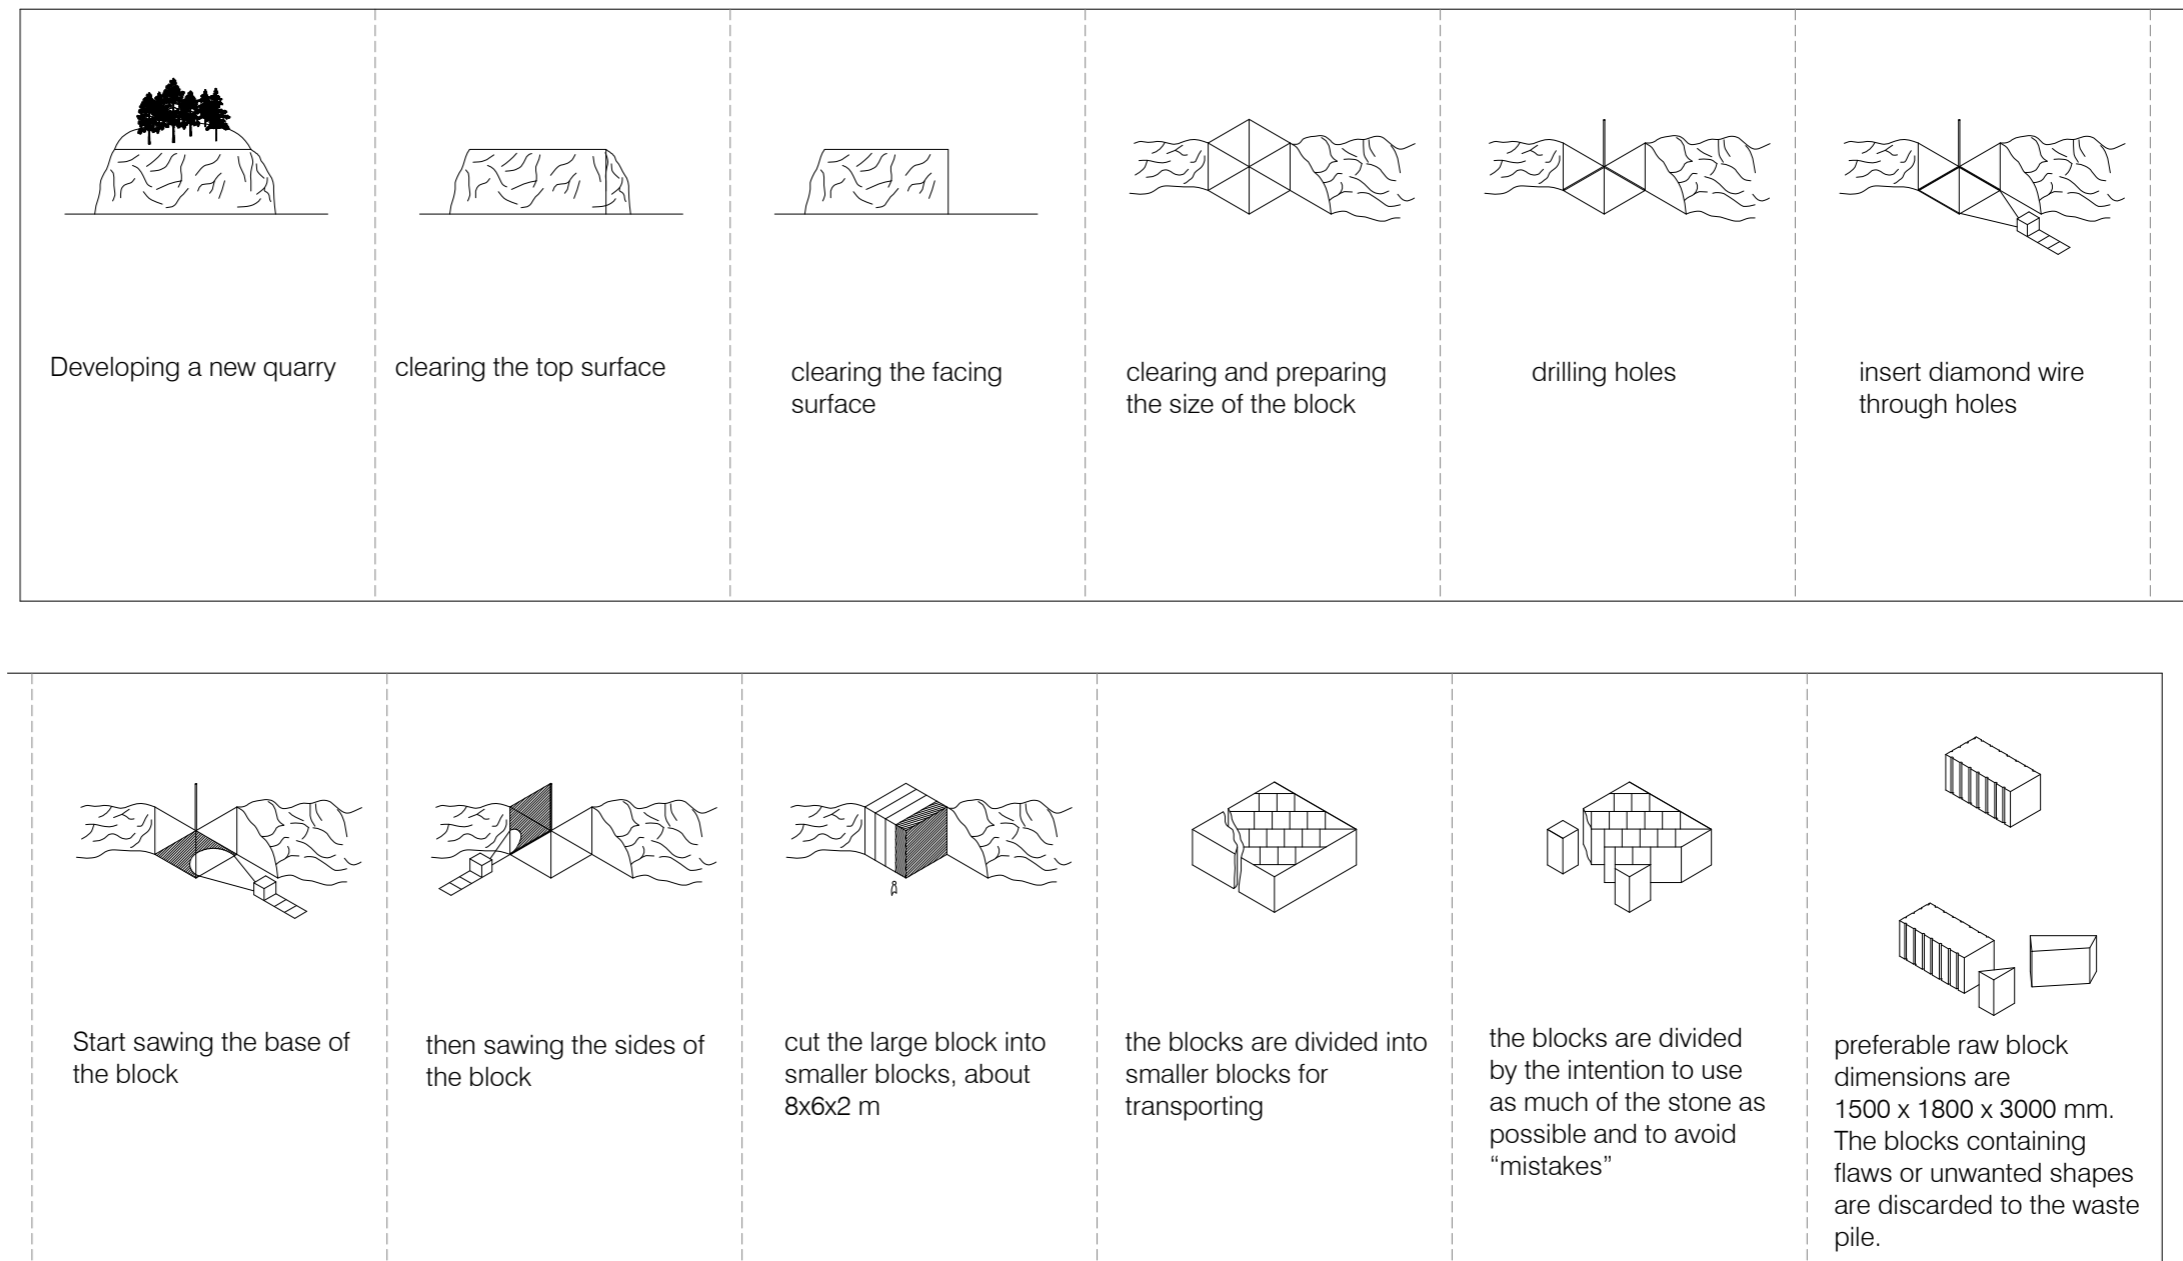 Developing a new quarry
clearing the top surface
clearing the facing
surface
clearing and preparing
the size of the block
drilling holes
insert diamond wire
through holes
Start sawing the base of
the block
then sawing the sides of
the block
cut the large block into
smaller blocks, about
8x6x2 m
the blocks are divided into
smaller blocks for
transporting
the blocks are divided
by the intention to use
as much of the stone as
possible and to avoid
“mistakes”
preferable raw block
dimensions are
1500 x 1800 x 3000 mm.
The blocks containing
flaws or unwanted shapes
are discarded to the waste
pile.